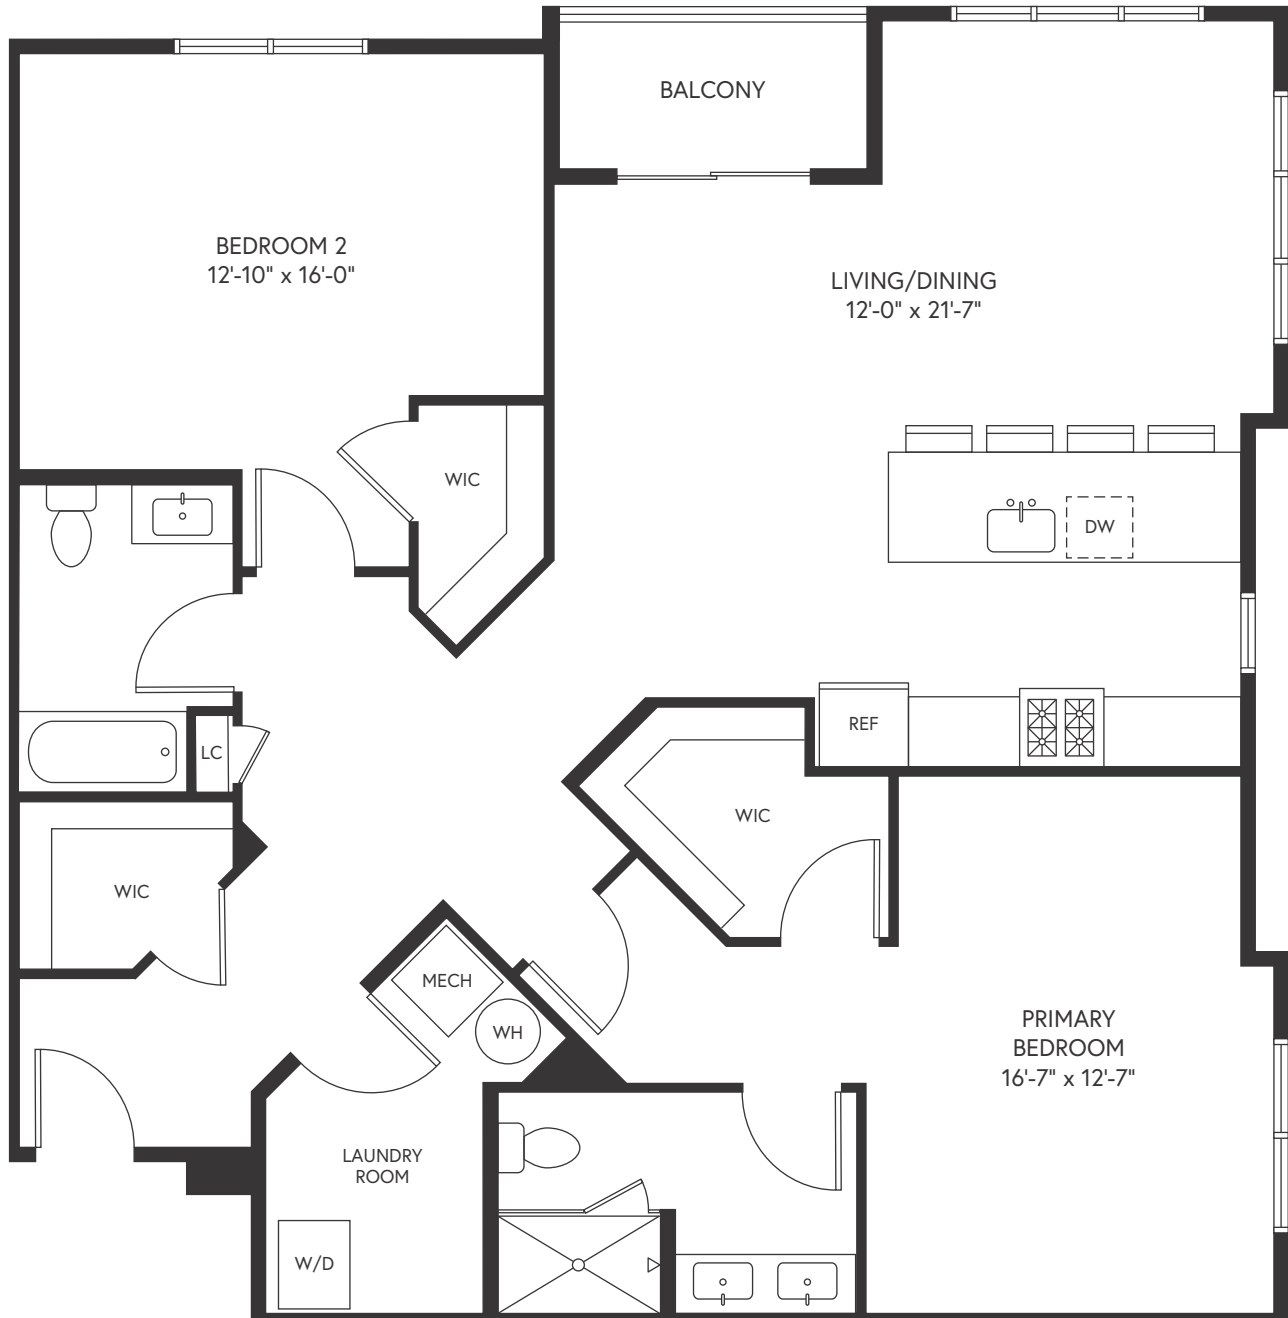 BALCONY
BEDROOM 2
12'-10" x 16'-0"
LIVING/DINING
12'-0" x 21'-7"
WIC
DW
REF
LC
WIC
WIC
MECH
WH
PRIMARY
BEDROOM
16'-7" x 12'-7"
LAUNDRY
ROOM
W/D